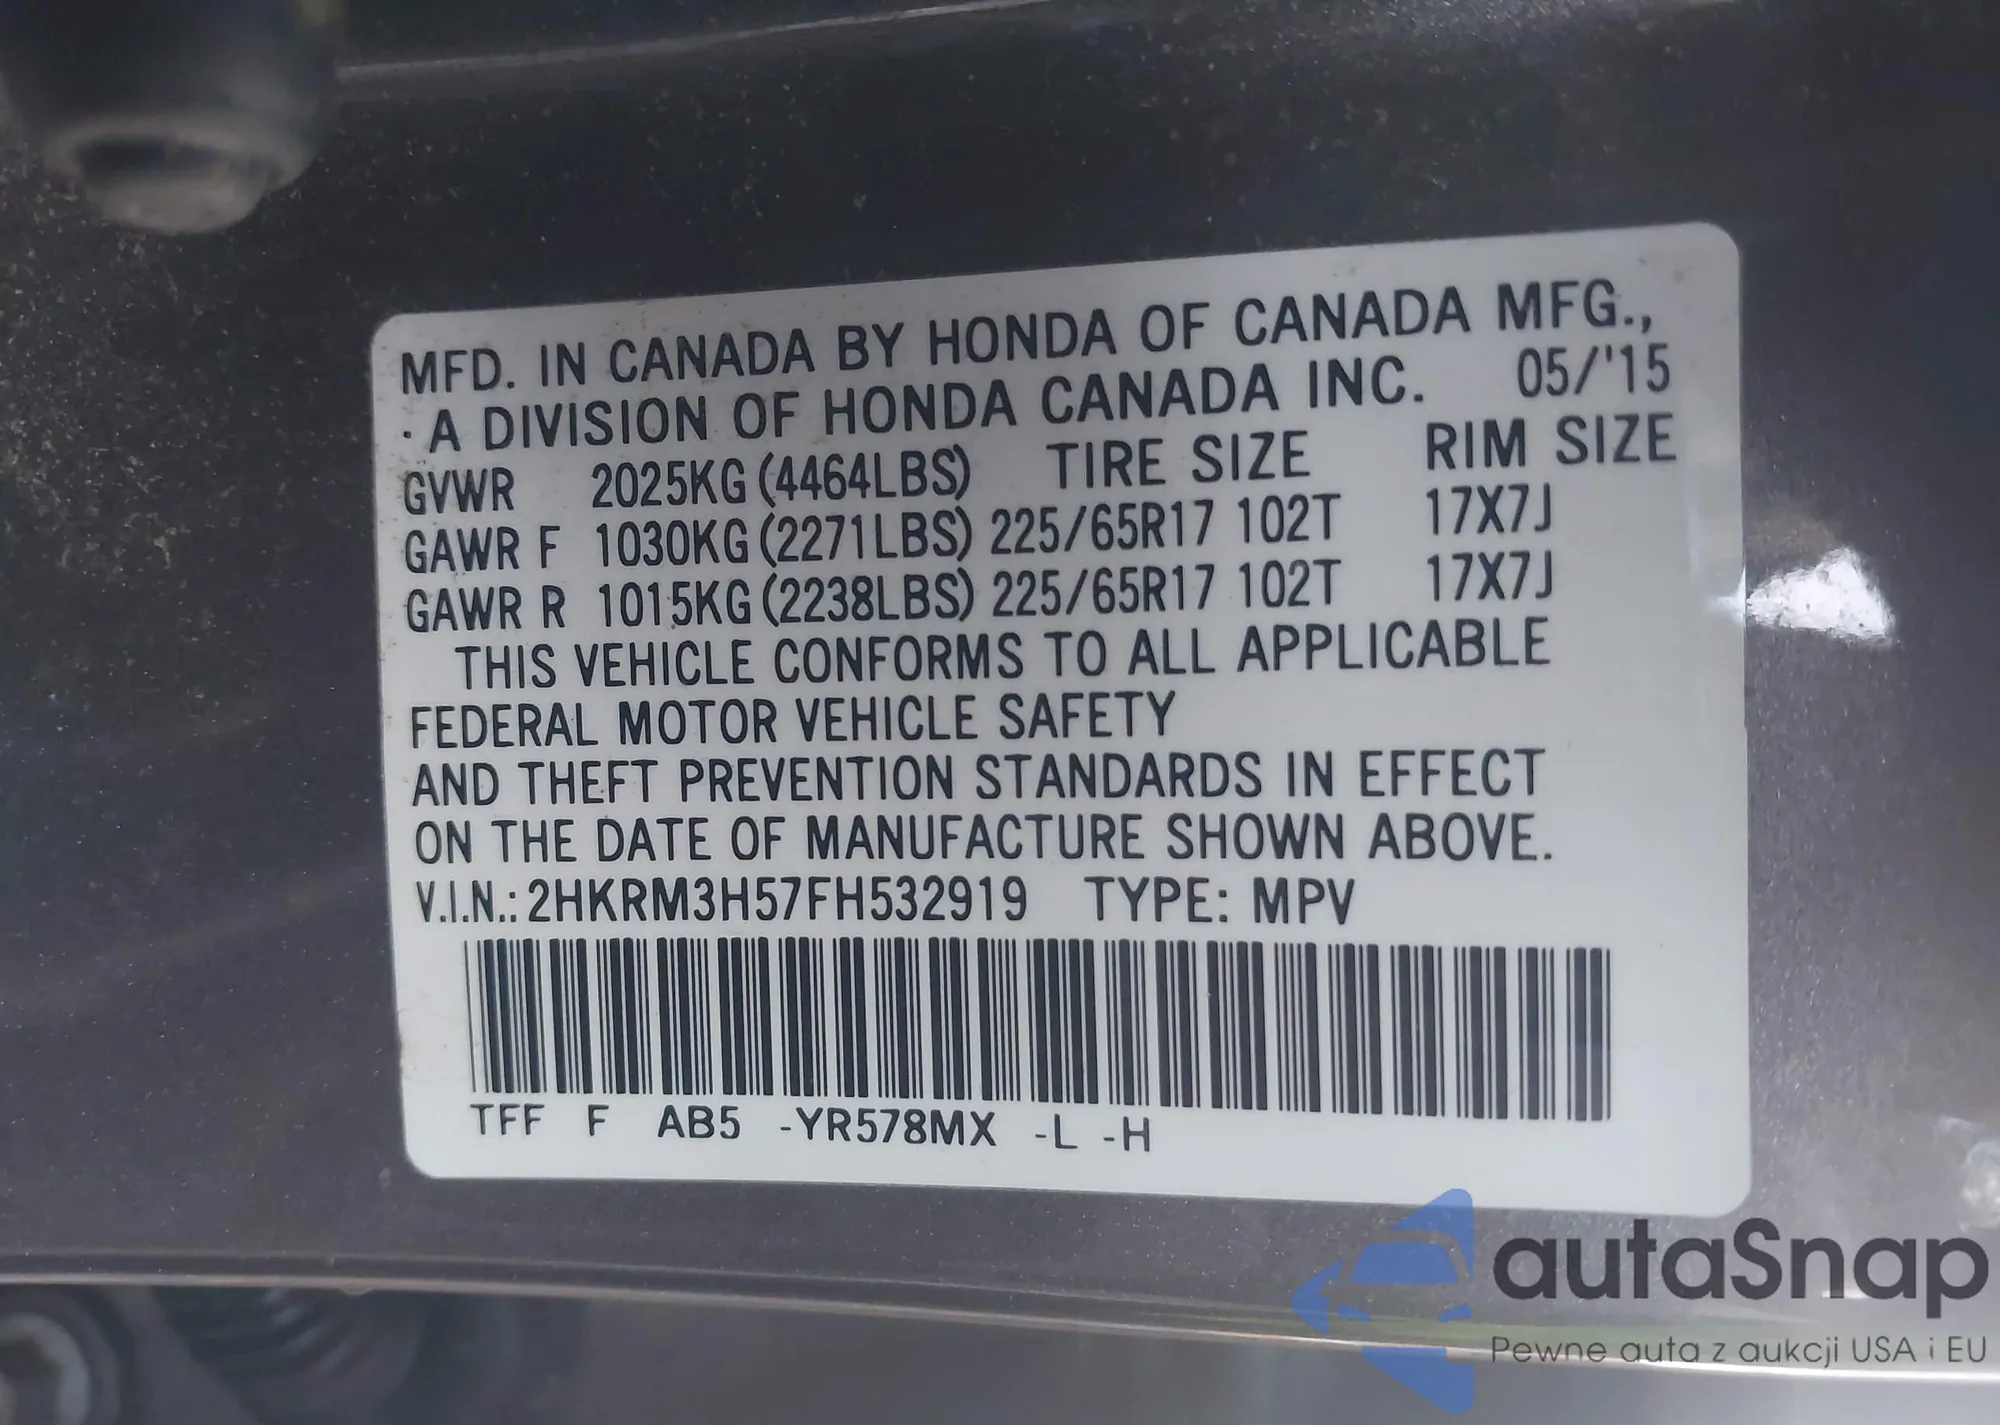 MFD. IN CANADA BY HONDA OF CANADA MFG.,
· A DIVISION OF HONDA CANADA INC. 05/'15
GVWR 2025KG (4464LBS) TIRE SIZE RIM SIZE
GAWR F 1030KG (2271LBS) 225/65R17 102T 17X7J
GAWR R 1015KG (2238LBS) 225/65R17 102T 17X7J
THIS VEHICLE CONFORMS TO ALL APPLICABLE
FEDERAL MOTOR VEHICLE SAFETY
AND THEFT PREVENTION STANDARDS IN EFFECT
ON THE DATE OF MANUFACTURE SHOWN ABOVE.
V.I.N.: 2HKRM3H57FH532919 TYPE: MPV
TFF F AB5 -YR578MX -L -H
autaSnap
Pewne auta z aukcji USA i EU